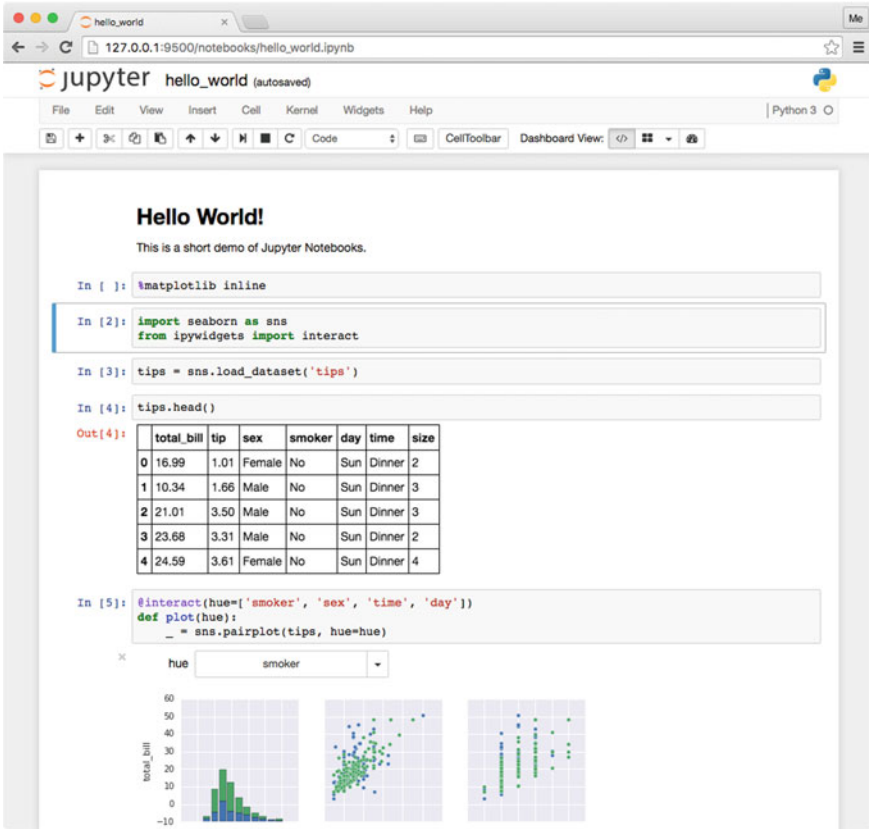 hello_world
Me
127.0.0.1:9500/notebooks/hello_world.ipynb
jupyter hello_world (autosaved)
File Edit View Insert Cell Kernel Widgets Help Python 3
Code CellToolbar Dashboard View: </>
Hello World!
This is a short demo of Jupyter Notebooks.
In [ ]: %matplotlib inline
In [2]: import seaborn as sns
from ipywidgets import interact
In [3]: tips = sns.load_dataset('tips')
In [4]: tips.head()
Out[4]:
total_bill tip sex smoker day time size
0 16.99 1.01 Female No Sun Dinner 2
1 10.34 1.66 Male No Sun Dinner 3
2 21.01 3.50 Male No Sun Dinner 3
3 23.68 3.31 Male No Sun Dinner 2
4 24.59 3.61 Female No Sun Dinner 4
In [5]: @interact(hue=['smoker', 'sex', 'time', 'day'])
def plot(hue):
_ = sns.pairplot(tips, hue=hue)
hue smoker
total_bill
60
50
40
30
20
10
0
−10